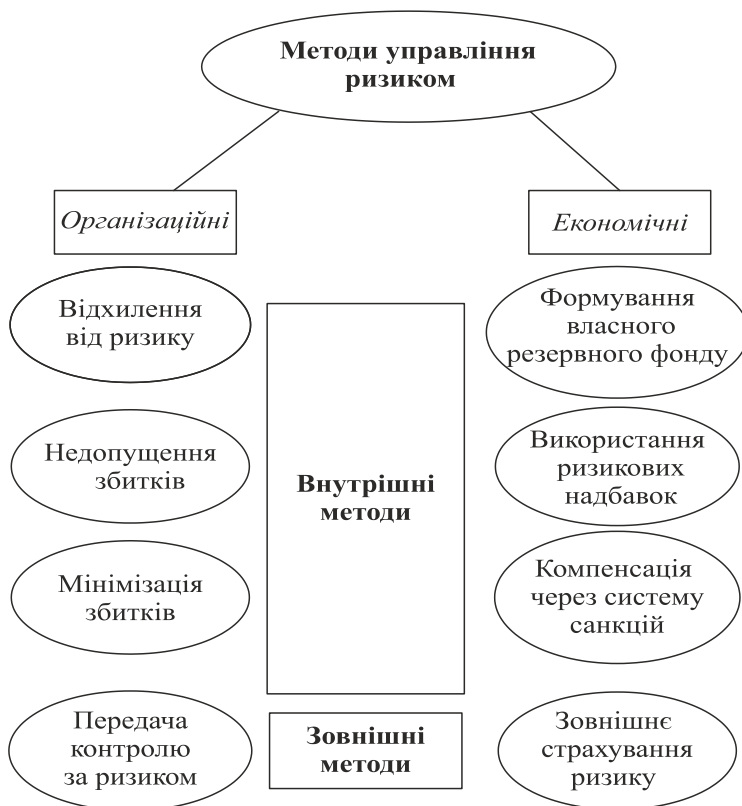 Методи управління
ризиком
Організаційні
Економічні
Відхилення
від ризику
Формування
власного
резервного фонду
Недопущення
збитків
Внутрішні
методи
Використання
ризикових
надбавок
Мінімізація
збитків
Компенсація
через систему
санкцій
Передача
контролю
за ризиком
Зовнішні
методи
Зовнішнє
страхування
ризику